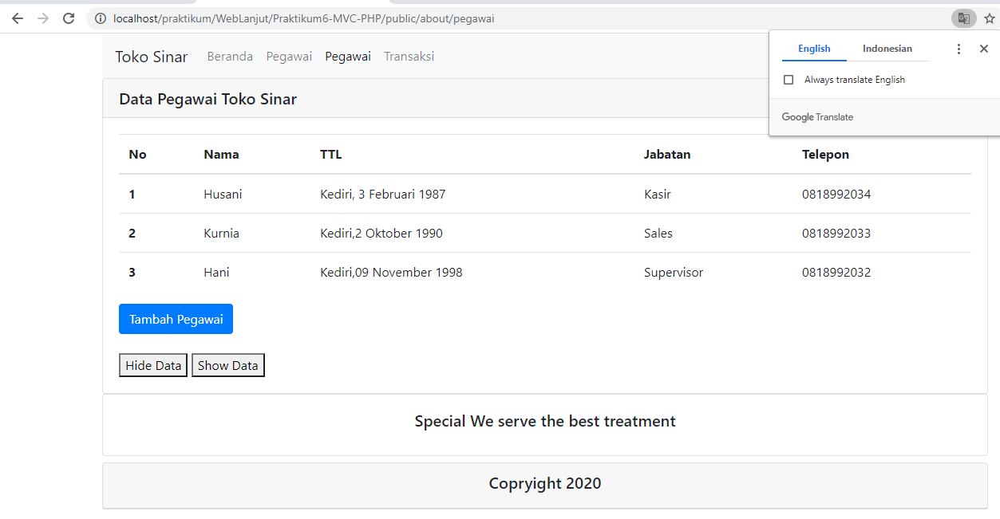 localhost/praktikum/WebLanjut/Praktikum6-MVC-PHP/public/about/pegawai
English Indonesian
Always translate English
Google Translate
Toko Sinar Beranda Pegawai Pegawai Transaksi
Data Pegawai Toko Sinar
No Nama TTL Jabatan Telepon
1 Husani Kediri, 3 Februari 1987 Kasir 0818992034
2 Kurnia Kediri,2 Oktober 1990 Sales 0818992033
3 Hani Kediri,09 November 1998 Supervisor 0818992032
Tambah Pegawai
Hide Data Show Data
Special We serve the best treatment
Copryight 2020